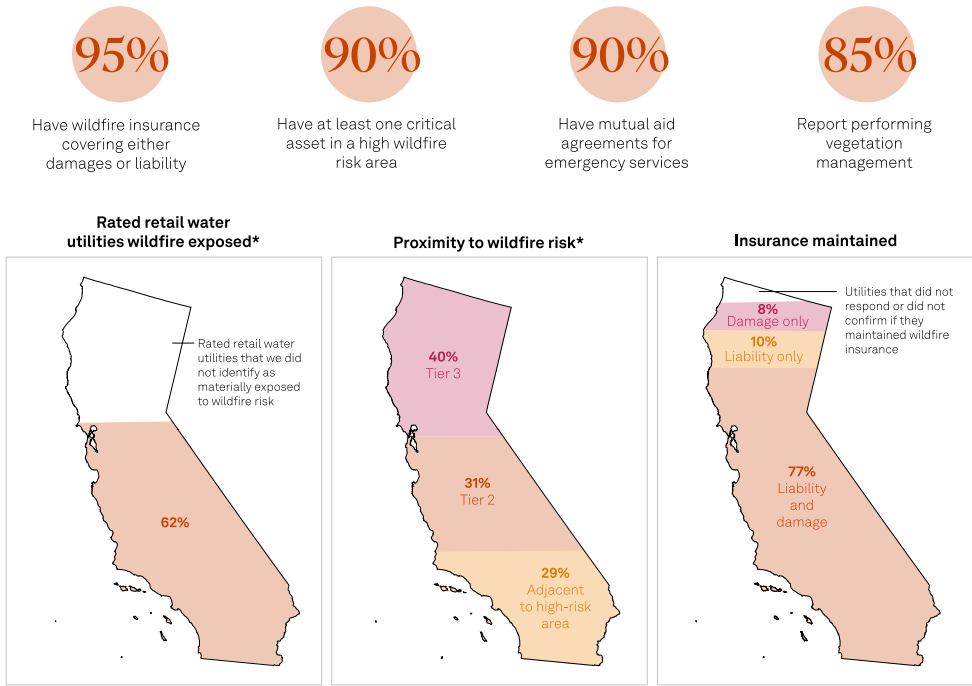 95%
Have wildfire insurance
covering either
damages or liability
90%
Have at least one critical
asset in a high wildfire
risk area
90%
Have mutual aid
agreements for
emergency services
85%
Report performing
vegetation
management
Rated retail water
utilities wildfire exposed*
Rated retail water
utilities that we did
not identify as
materially exposed
to wildfire risk
62%
Proximity to wildfire risk*
40%
Tier 3
31%
Tier 2
29%
Adjacent
to high-risk
area
Insurance maintained
Utilities that did not
respond or did not
confirm if they
maintained wildfire
insurance
8%
Damage only
10%
Liability only
77%
Liability
and
damage